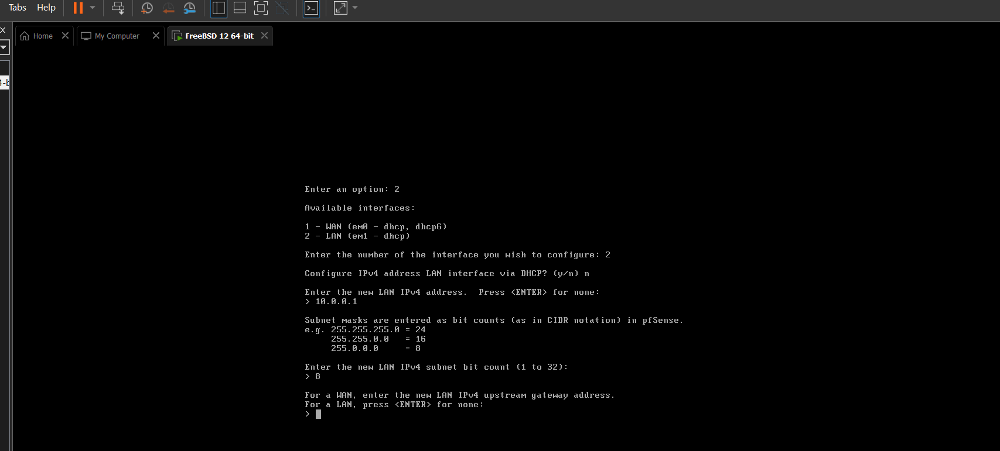 Tabs Help
Home My Computer FreeBSD 12 64-bit
4-b
Enter an option: 2
Available interfaces:
1 - WAN (em0 - dhcp, dhcp6)
2 - LAN (em1 - dhcp)
Enter the number of the interface you wish to configure: 2
Configure IPv4 address LAN interface via DHCP? (y/n) n
Enter the new LAN IPv4 address.  Press <ENTER> for none:
> 10.0.0.1
Subnet masks are entered as bit counts (as in CIDR notation) in pfSense.
e.g. 255.255.255.0 = 24
     255.255.0.0   = 16
     255.0.0.0     = 8
Enter the new LAN IPv4 subnet bit count (1 to 32):
> 8
For a WAN, enter the new LAN IPv4 upstream gateway address.
For a LAN, press <ENTER> for none:
>